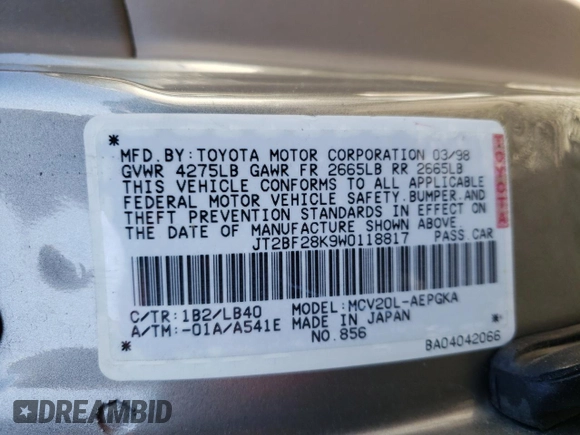 MFD.BY: TOYOTA MOTOR CORPORATION 03/98
GVWR 4275LB GAWR FR 2665LB RR 2665LB
THIS VEHICLE CONFORMS TO ALL APPLICABLE
FEDERAL MOTOR VEHICLE SAFETY.BUMPER.AND
THEFT PREVENTION STANDARDS IN EFFECT ON
THE DATE OF MANUFACTURE SHOWN ABOVE.
JT2BF28K9W0118817 PASS.CAR
TOYOTA
C/TR: 1B2/LB40 MODEL: MCV20L-AEPGKA
A/TM: -01A/A541E MADE IN JAPAN
NO.856
BA04042066
DREAMBID